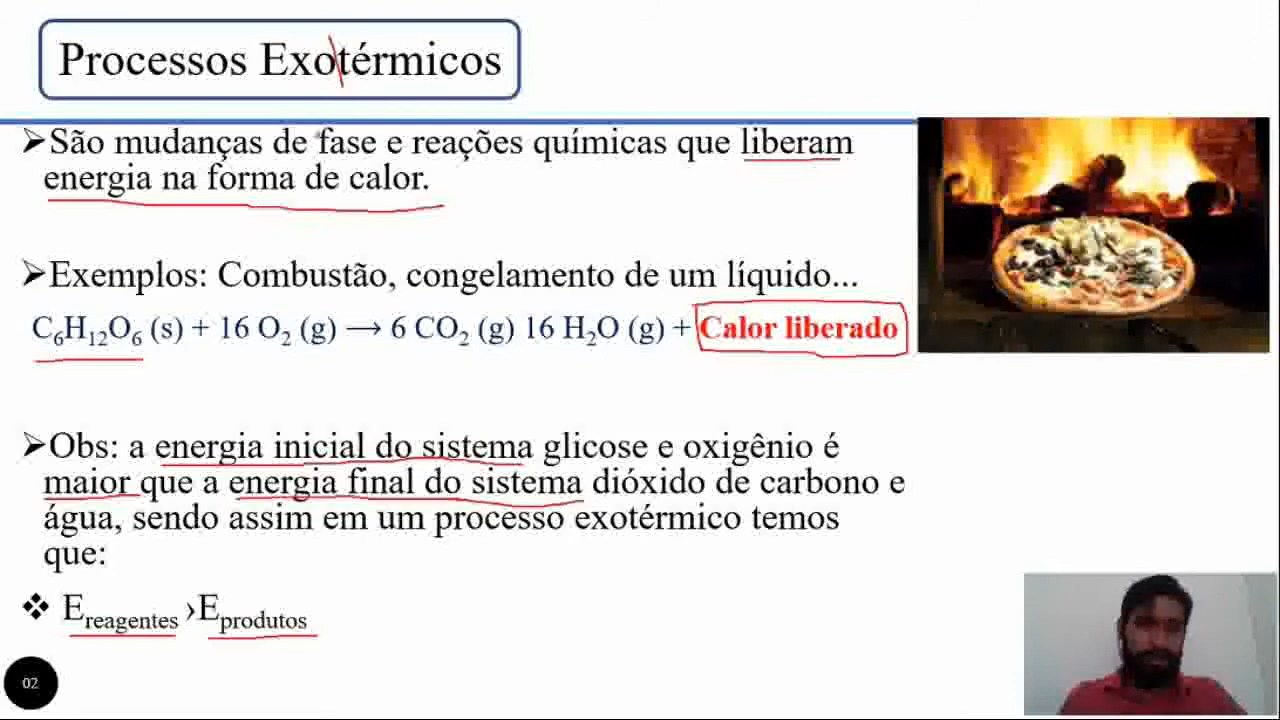 Processos Exotérmicos
➤São mudanças de fase e reações químicas que liberam
energia na forma de calor.
➤Exemplos: Combustão, congelamento de um líquido...
C₆H₁₂O₆ (s) + 16 O₂ (g) → 6 CO₂ (g) 16 H₂O (g) + Calor liberado
➤Obs: a energia inicial do sistema glicose e oxigênio é
maior que a energia final do sistema dióxido de carbono e
água, sendo assim em um processo exotérmico temos
que:
❖ Ereagentes ›Eprodutos
02